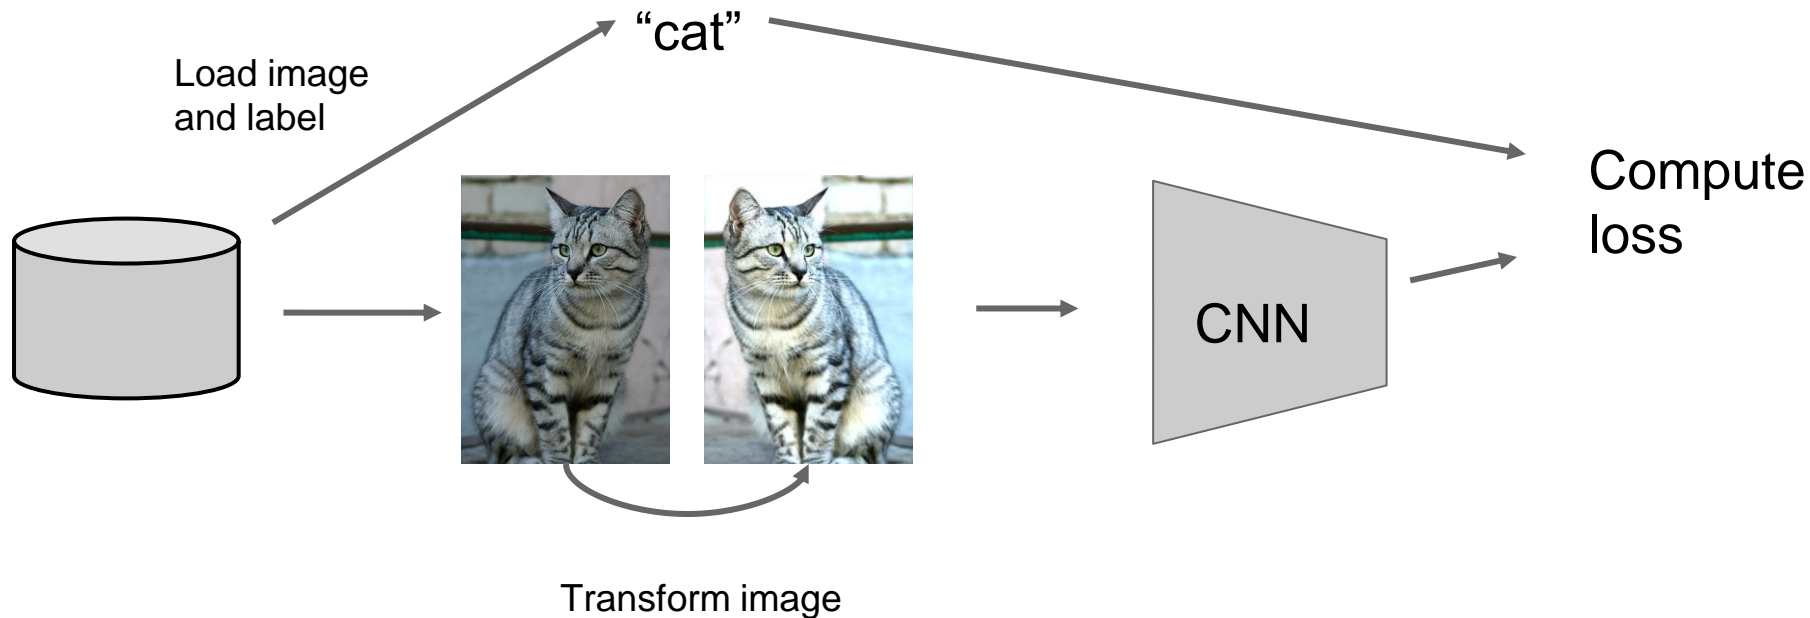 “cat”
Load image
and label
Compute
loss
CNN
Transform image